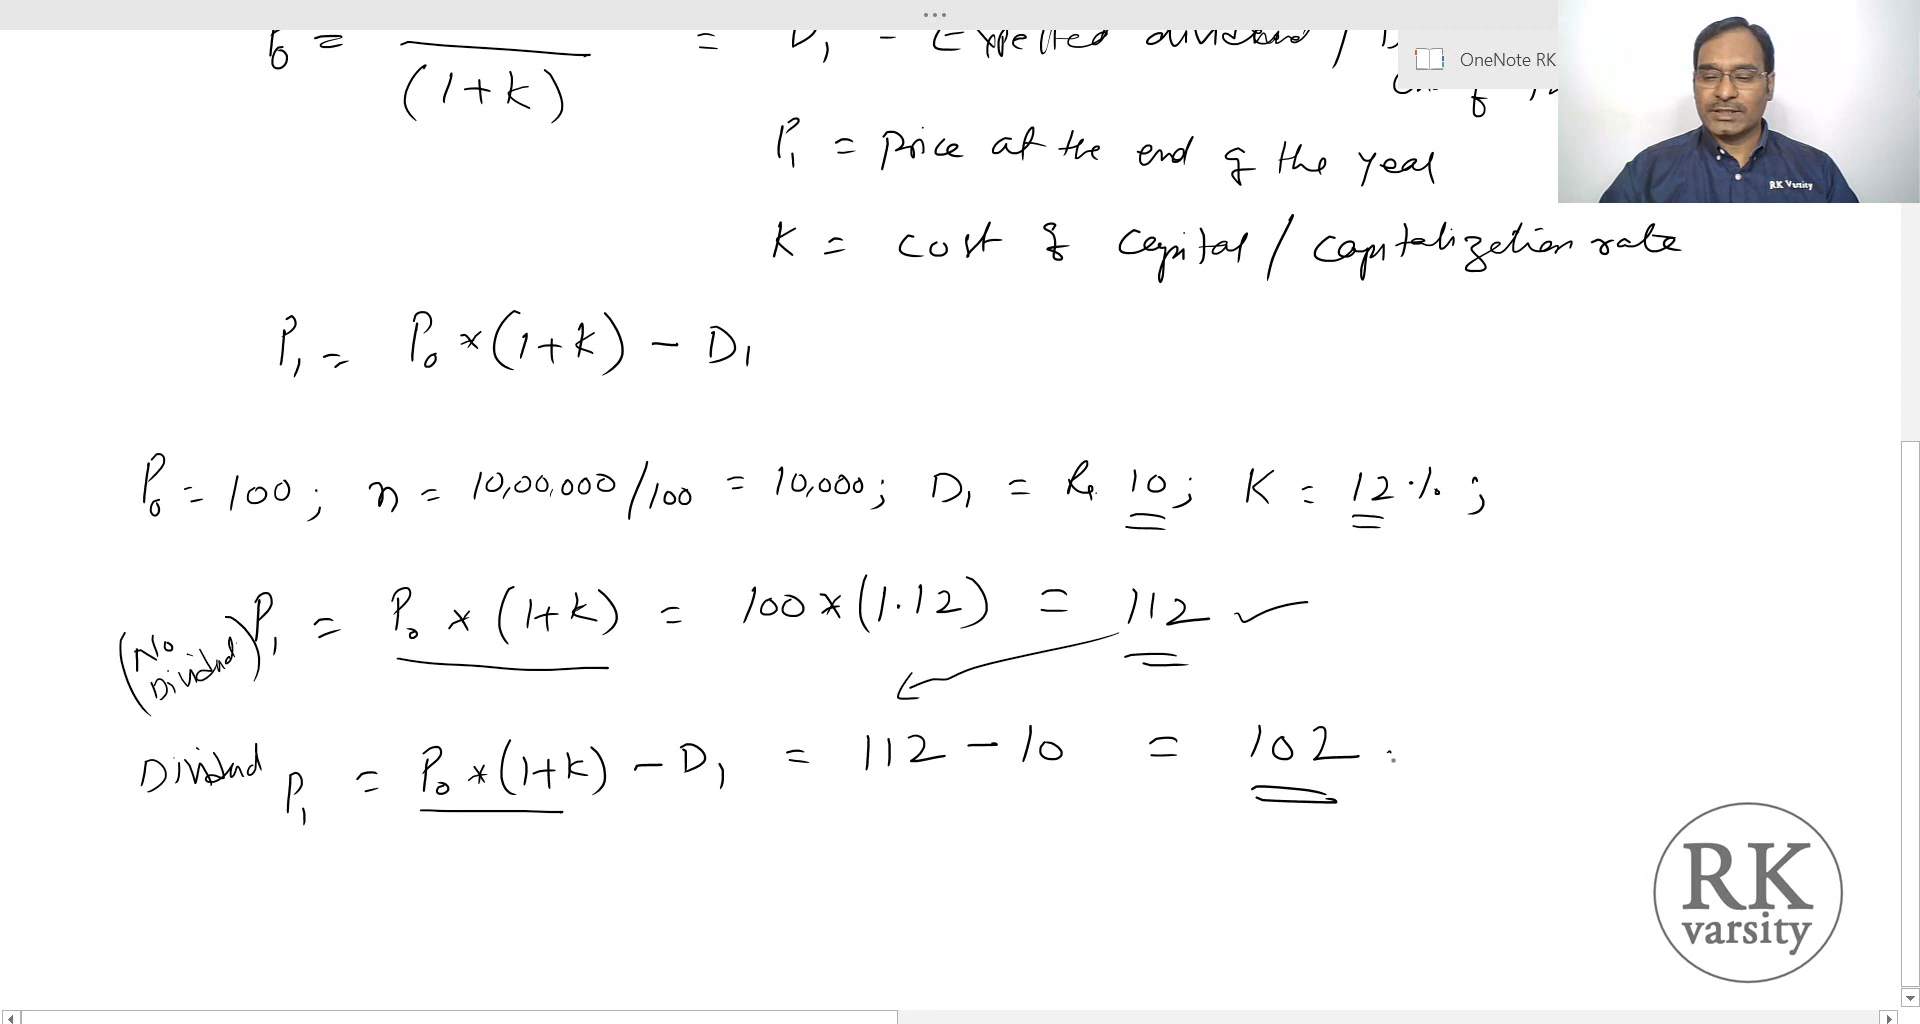 ...
OneNote RK
P₀ =
(1+k)
= D₁ - Expected dividend /
P₁ = price at the end of the year
K = cost of capital / capitalization rate
P₁ = P₀ × (1+k) - D₁
P₀ = 100 ; n = 10,00,000/100 = 10,000 ; D₁ = Rs. 10 ; K = 12 % ;
(No Dividend) P₁ = P₀ × (1+k) = 100 × (1.12) = 112 ✓
Dividend P₁ = P₀ × (1+k) - D₁ = 112 - 10 = 102
RK Varsity
RK
varsity